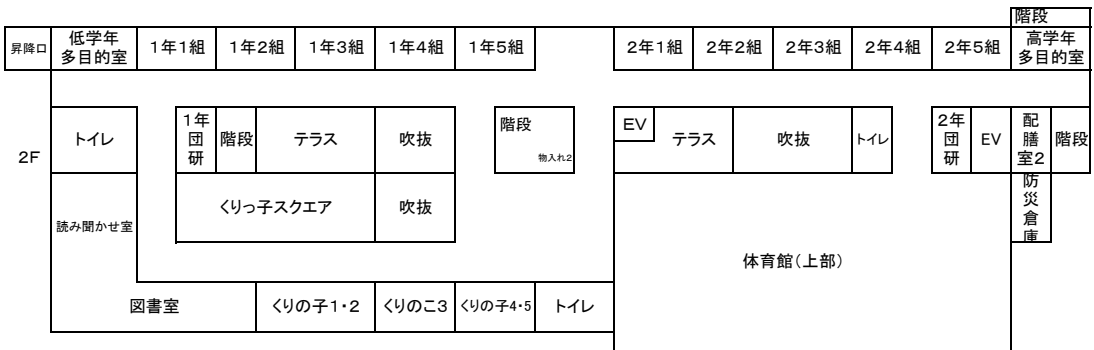 階段
昇降口
低学年
多目的室
1年1組
1年2組
1年3組
1年4組
1年5組
2年1組
2年2組
2年3組
2年4組
2年5組
高学年
多目的室
2F
トイレ
1年
団
研
階段
テラス
吹抜
階段
物入れ2
EV
テラス
吹抜
トイレ
2年
団
研
EV
配
膳
室2
階段
読み聞かせ室
くりっ子スクエア
吹抜
防
災
倉
庫
体育館(上部)
図書室
くりの子1・2
くりのこ3
くりの子4・5
トイレ